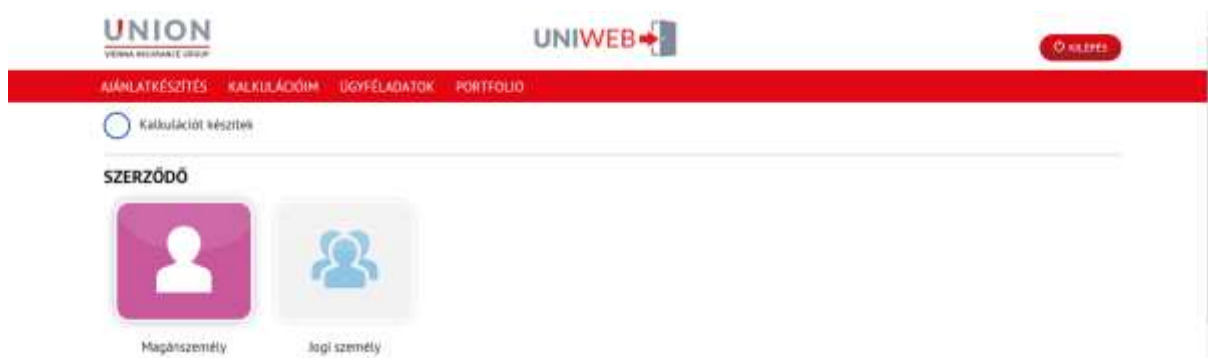 UNION
VIENNA INSURANCE GROUP
UNIWEB
KILÉPÉS
AJÁNLATKÉSZÍTÉS KALKULÁCIÓIM ÜGYFÉLADATOK PORTFOLIO
Kalkulációt készítek
SZERZŐDŐ
Magánszemély Jogi személy